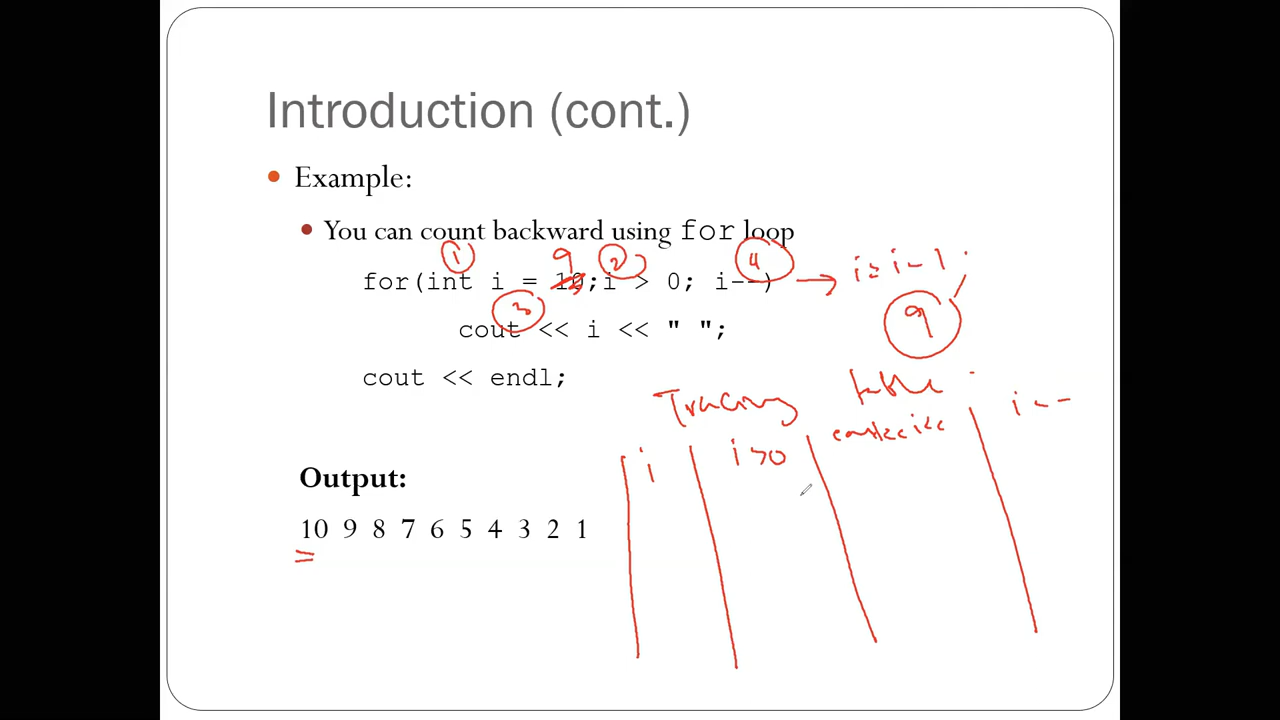 Introduction (cont.)
Example:
You can count backward using for loop
1 9 2 4
for(int i = 10;i > 0; i--) → i = i - 1
3 9
cout << i << " ";
cout << endl;
Tracing table
i i>0 cout<<i<< i--
Output:
10 9 8 7 6 5 4 3 2 1